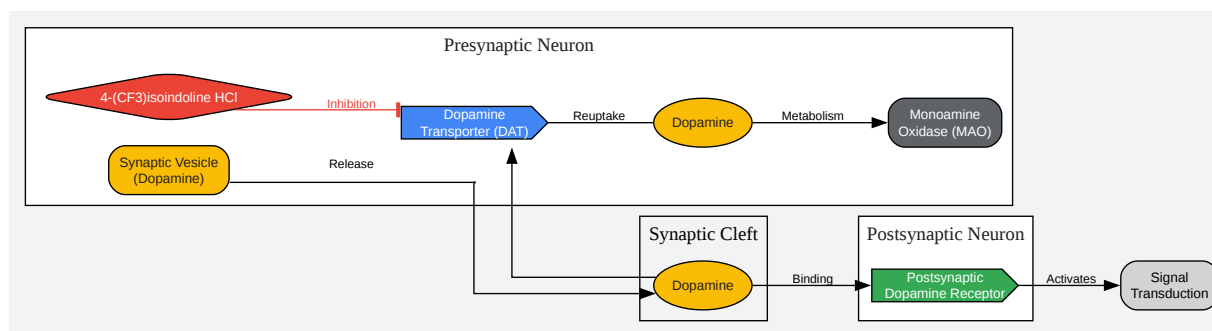 Presynaptic Neuron
4-(CF3)isoindoline HCl
Inhibition
Dopamine
Transporter (DAT)
Reuptake
Dopamine
Metabolism
Monoamine
Oxidase (MAO)
Synaptic Vesicle
(Dopamine)
Release
Synaptic Cleft
Dopamine
Binding
Postsynaptic Neuron
Postsynaptic
Dopamine Receptor
Activates
Signal
Transduction